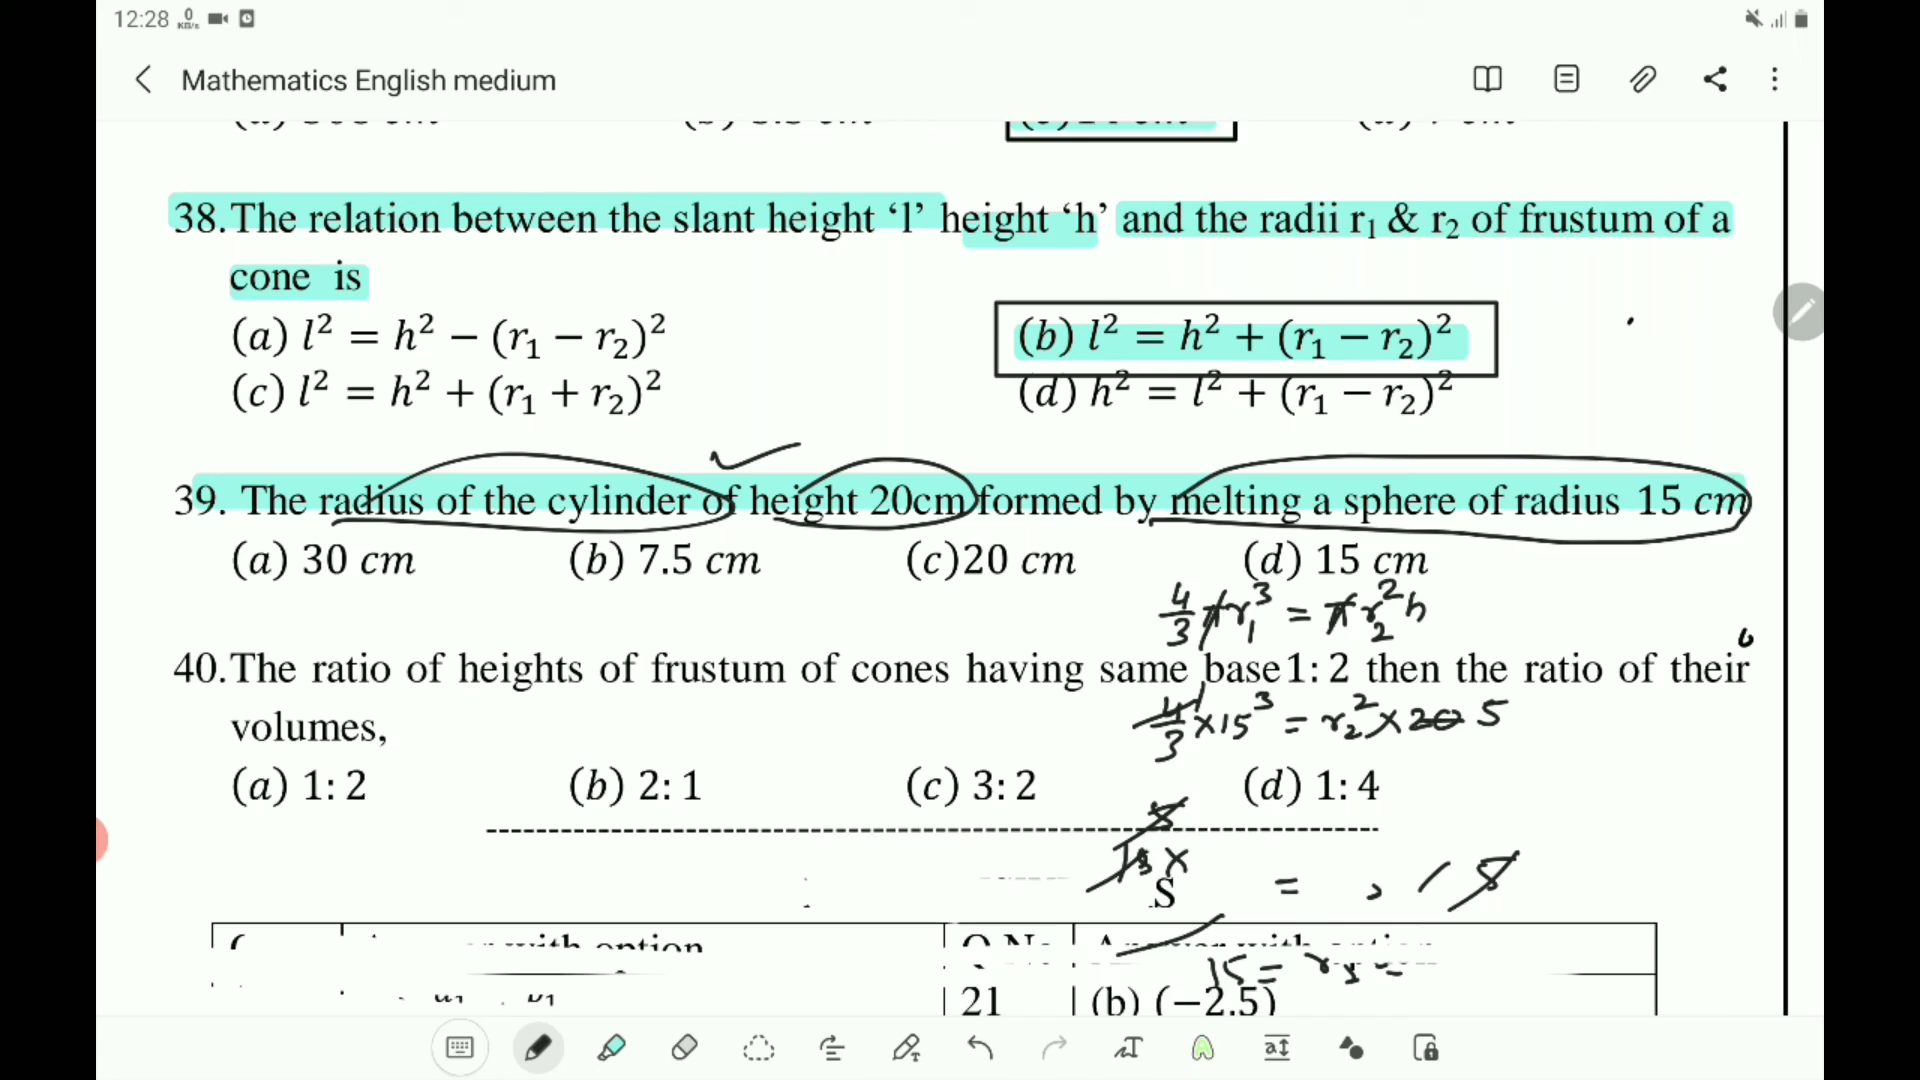 12:28 0 KB/s
Mathematics English medium
38.The relation between the slant height ‘l’ height ‘h’ and the radii r₁ & r₂ of frustum of a
cone is
(a) l² = h² − (r₁ − r₂)²
(b) l² = h² + (r₁ − r₂)²
(c) l² = h² + (r₁ + r₂)²
(d) h² = l² + (r₁ − r₂)²
39. The radius of the cylinder of height 20cm formed by melting a sphere of radius 15 cm
(a) 30 cm (b) 7.5 cm (c)20 cm (d) 15 cm
4/3 πr₁³ = πr₂²h
40.The ratio of heights of frustum of cones having same base1: 2 then the ratio of their
volumes,
4/3 ×15³ = r₂² ×20 5
(a) 1: 2 (b) 2: 1 (c) 3: 2 (d) 1: 4
with option
21 (b) (−2.5)